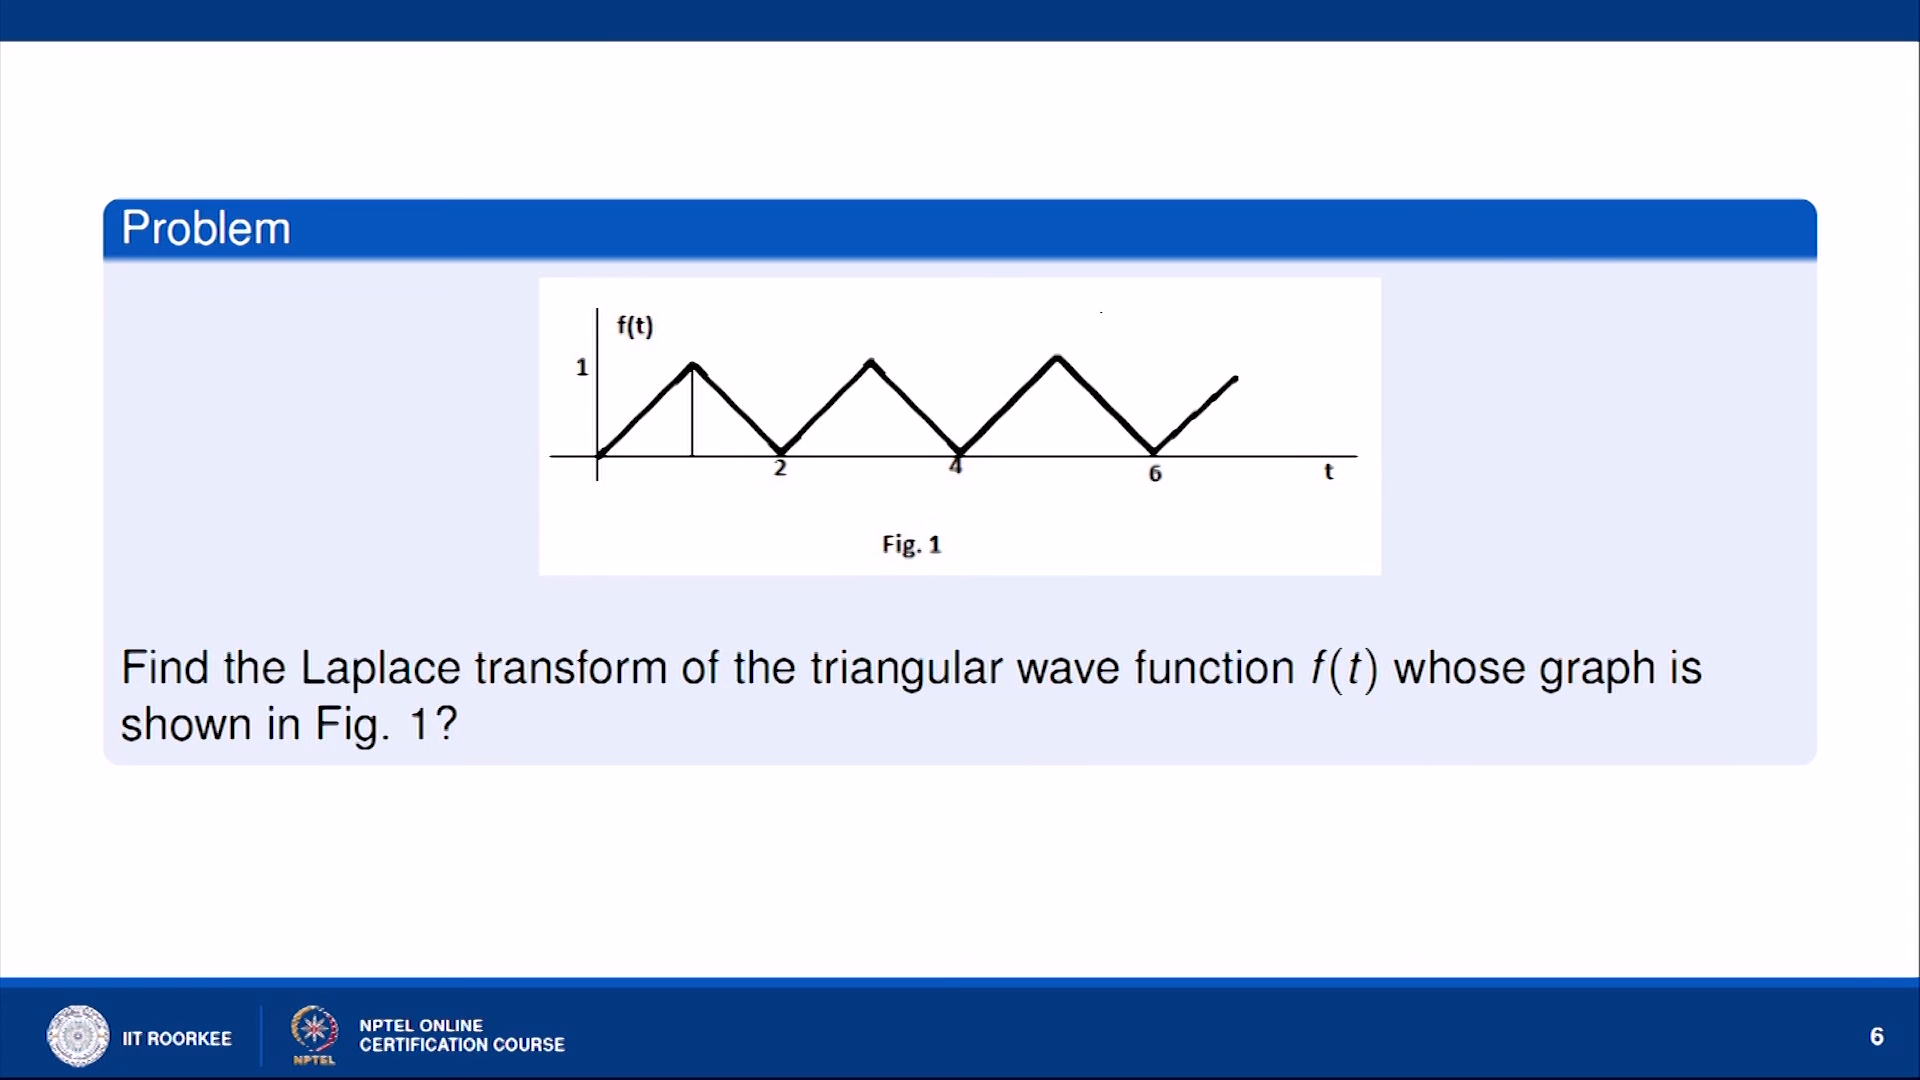 Problem
f(t)
1
2
4
6
t
Fig. 1
Find the Laplace transform of the triangular wave function f(t) whose graph is
shown in Fig. 1?
IIT ROORKEE
NPTEL
NPTEL ONLINE
CERTIFICATION COURSE
6